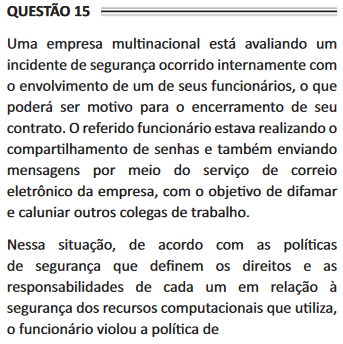 QUESTÃO 15
Uma empresa multinacional está avaliando um
incidente de segurança ocorrido internamente com
o envolvimento de um de seus funcionários, o que
poderá ser motivo para o encerramento de seu
contrato. O referido funcionário estava realizando o
compartilhamento de senhas e também enviando
mensagens por meio do serviço de correio
eletrônico da empresa, com o objetivo de difamar
e caluniar outros colegas de trabalho.
Nessa situação, de acordo com as políticas
de segurança que definem os direitos e as
responsabilidades de cada um em relação à
segurança dos recursos computacionais que utiliza,
o funcionário violou a política de